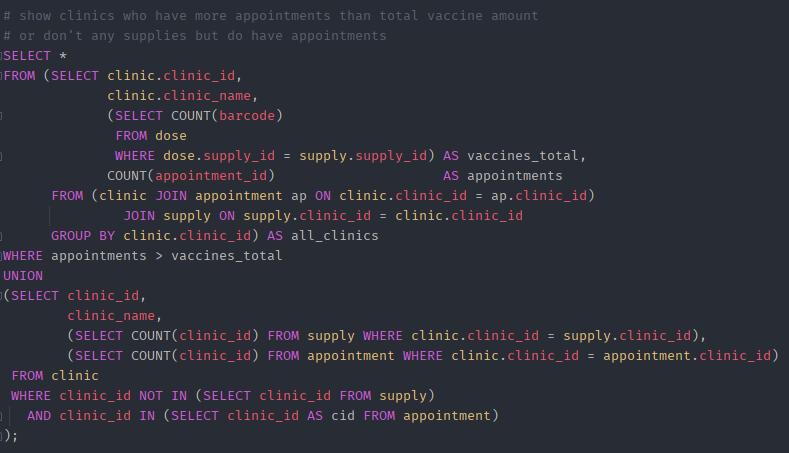 # show clinics who have more appointments than total vaccine amount
# or don't any supplies but do have appointments
SELECT *
FROM (SELECT clinic.clinic_id,
             clinic.clinic_name,
             (SELECT COUNT(barcode)
              FROM dose
              WHERE dose.supply_id = supply.supply_id) AS vaccines_total,
             COUNT(appointment_id)                     AS appointments
      FROM (clinic JOIN appointment ap ON clinic.clinic_id = ap.clinic_id)
               JOIN supply ON supply.clinic_id = clinic.clinic_id
      GROUP BY clinic.clinic_id) AS all_clinics
WHERE appointments > vaccines_total
UNION
(SELECT clinic_id,
        clinic_name,
        (SELECT COUNT(clinic_id) FROM supply WHERE clinic.clinic_id = supply.clinic_id),
        (SELECT COUNT(clinic_id) FROM appointment WHERE clinic.clinic_id = appointment.clinic_id)
 FROM clinic
 WHERE clinic_id NOT IN (SELECT clinic_id FROM supply)
   AND clinic_id IN (SELECT clinic_id AS cid FROM appointment)
);